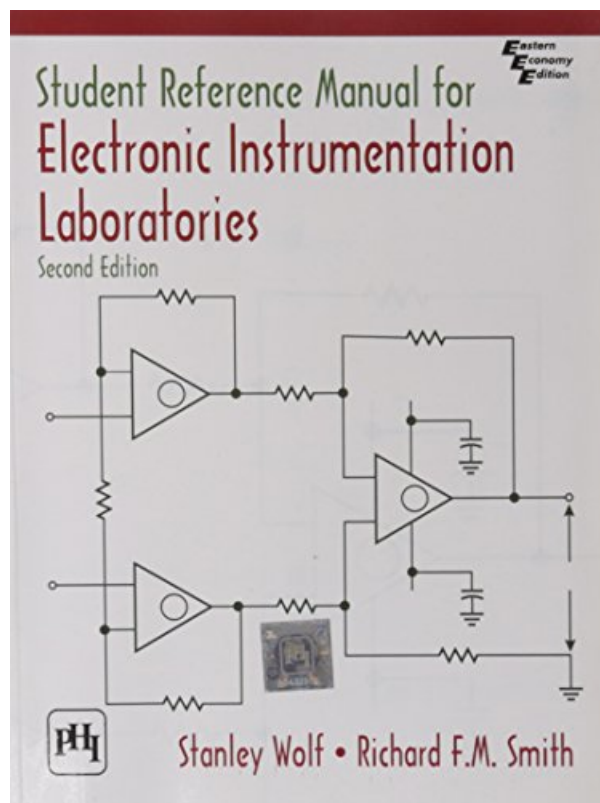 Eastern
Economy
Edition
Student Reference Manual for
Electronic Instrumentation
Laboratories
Second Edition
PHI
Stanley Wolf • Richard F.M. Smith